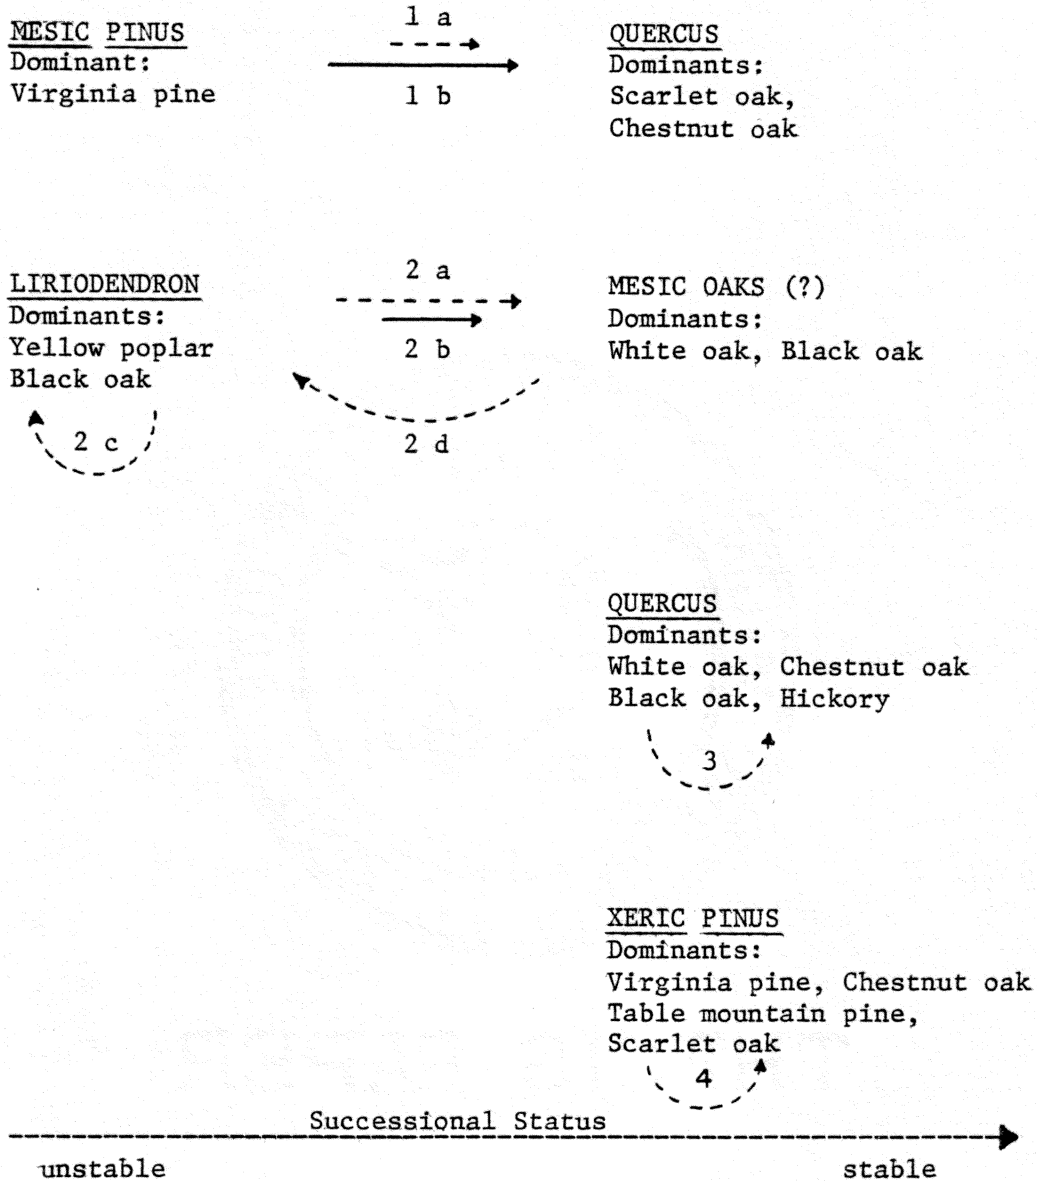 1 a
MESIC PINUS
Dominant:
Virginia pine
1 b
QUERCUS
Dominants:
Scarlet oak,
Chestnut oak
LIRIODENDRON
Dominants:
Yellow poplar
Black oak
2 a
2 b
2 c
2 d
MESIC OAKS (?)
Dominants:
White oak, Black oak
QUERCUS
Dominants:
White oak, Chestnut oak
Black oak, Hickory
3
XERIC PINUS
Dominants:
Virginia pine, Chestnut oak
Table mountain pine,
Scarlet oak
4
Successional Status
unstable
stable